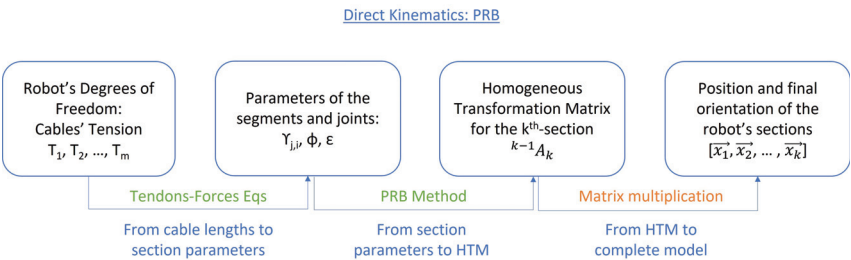 Direct Kinematics: PRB
Robot's Degrees of
Freedom:
Cables' Tension
T₁, T₂, ..., Tₘ
Parameters of the
segments and joints:
ϒⱼ,ᵢ, ϕ, ε
Homogeneous
Transformation Matrix
for the kᵗʰ-section
ᵏ⁻¹Aₖ
Position and final
orientation of the
robot's sections
[x₁⃗, x₂⃗, … , xₖ⃗]
Tendons-Forces Eqs
PRB Method
Matrix multiplication
From cable lengths to
section parameters
From section
parameters to HTM
From HTM to
complete model